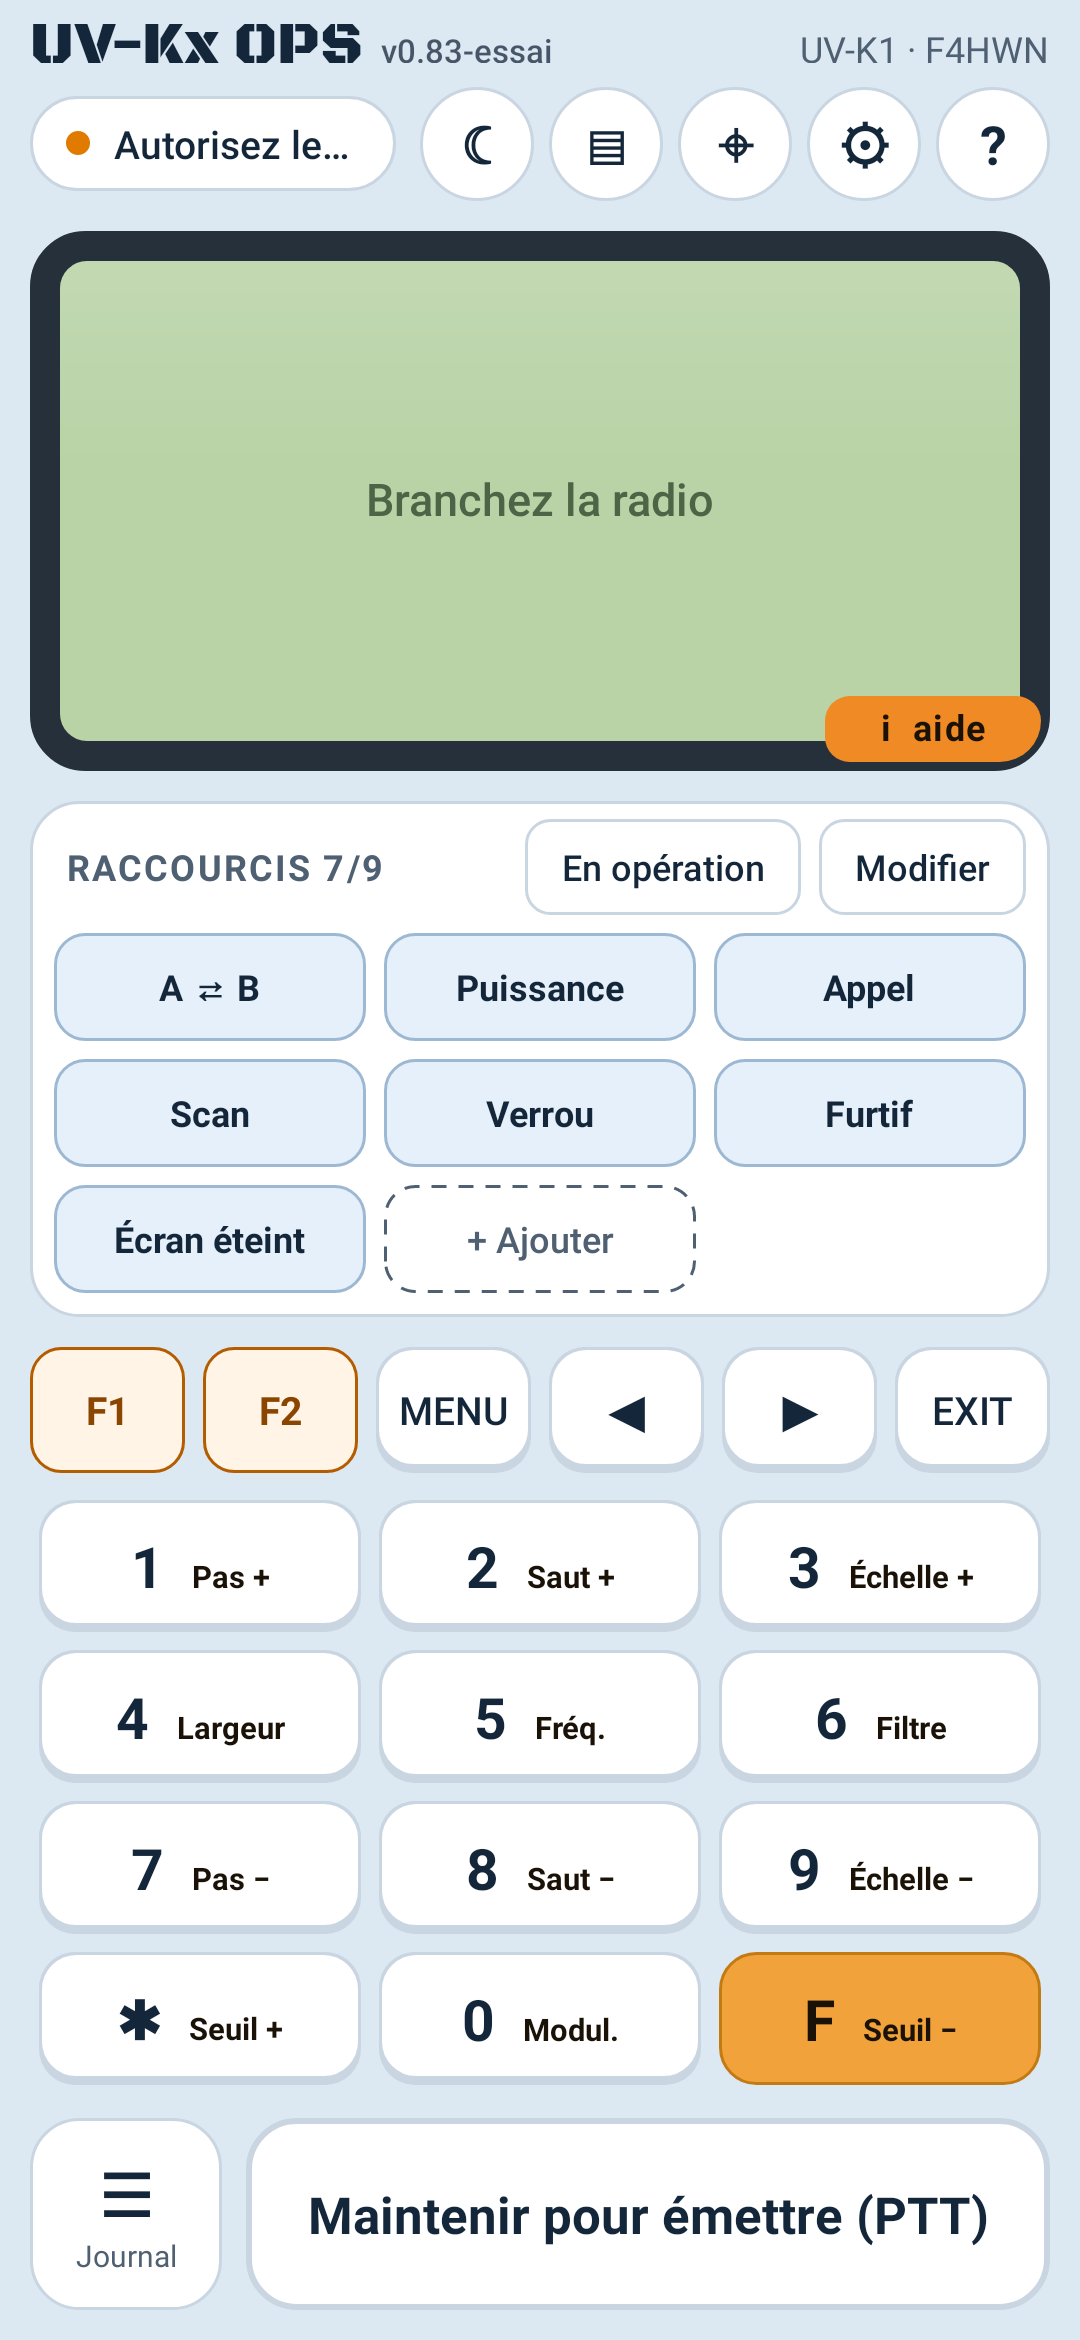 UV-Kx OPS v0.83-essai UV-K1 · F4HWN
Autorisez le… ?
Branchez la radio
i aide
RACCOURCIS 7/9 En opération Modifier
A ⇄ B Puissance Appel
Scan Verrou Furtif
Écran éteint + Ajouter
F1 F2 MENU ◀ ▶ EXIT
1 Pas + 2 Saut + 3 Échelle +
4 Largeur 5 Fréq. 6 Filtre
7 Pas − 8 Saut − 9 Échelle −
✱ Seuil + 0 Modul. F Seuil −
Journal Maintenir pour émettre (PTT)